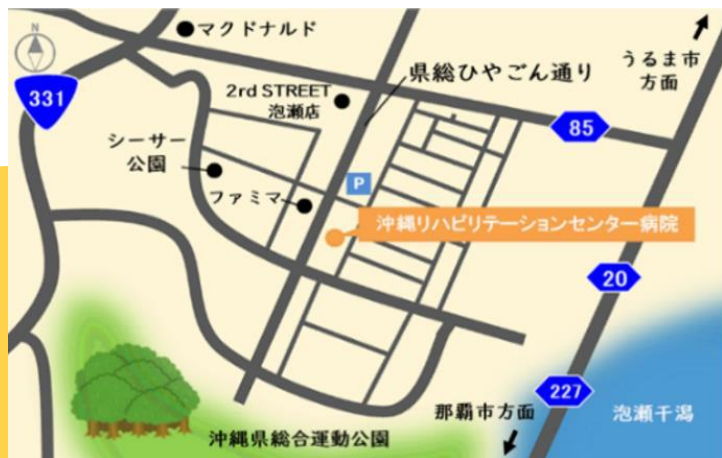 マクドナルド
331
県総ひやごん通り
うるま市
方面
2rd STREET
泡瀬店
85
シーサー
公園
P
ファミマ
沖縄リハビリテーションセンター病院
20
227
那覇市方面
泡瀬干潟
沖縄県総合運動公園